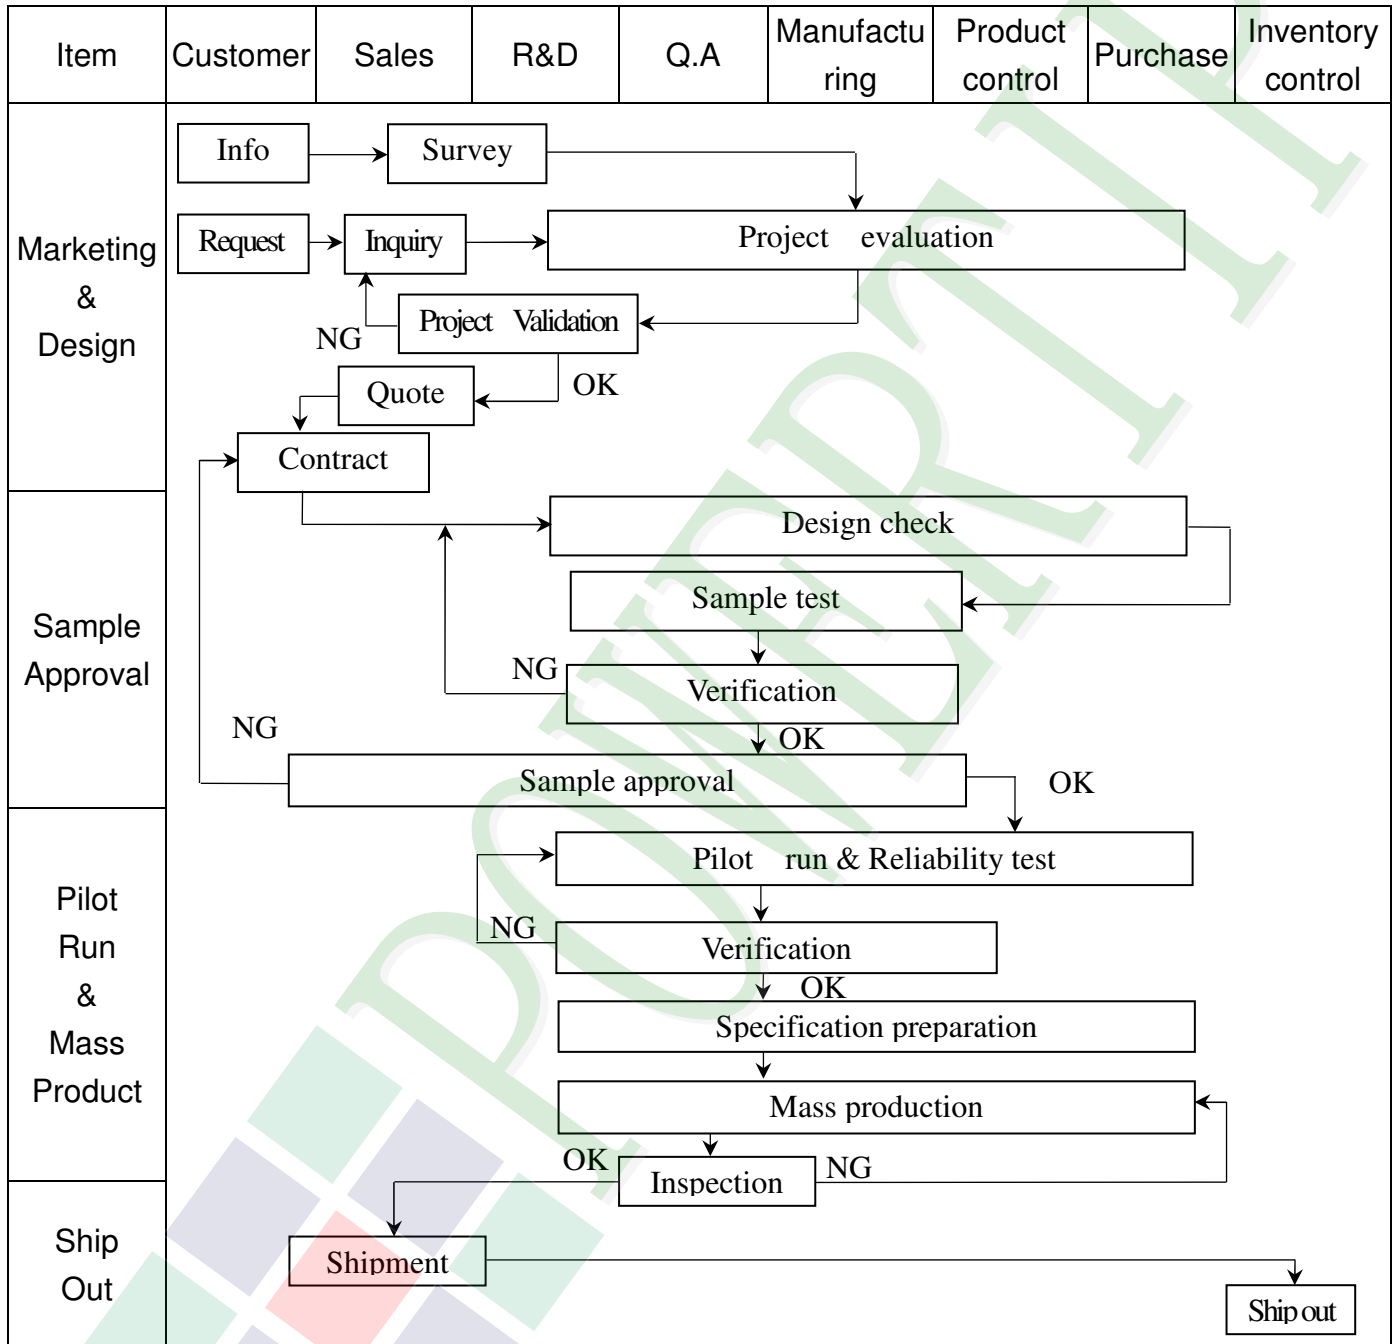 Item Customer Sales R&D Q.A Manufactu Product Purchase Inventory
ring control control
Info Survey
Marketing
&
Design
Request Inquiry Project evaluation
NG Project Validation
Quote OK
Contract
Sample
Approval
Design check
Sample test
NG Verification
NG OK
Sample approval OK
Pilot
Run
&
Mass
Product
Pilot run & Reliability test
NG Verification
OK
Specification preparation
Mass production
OK Inspection NG
Ship
Out
Shipment
Ship out
POWERTIP